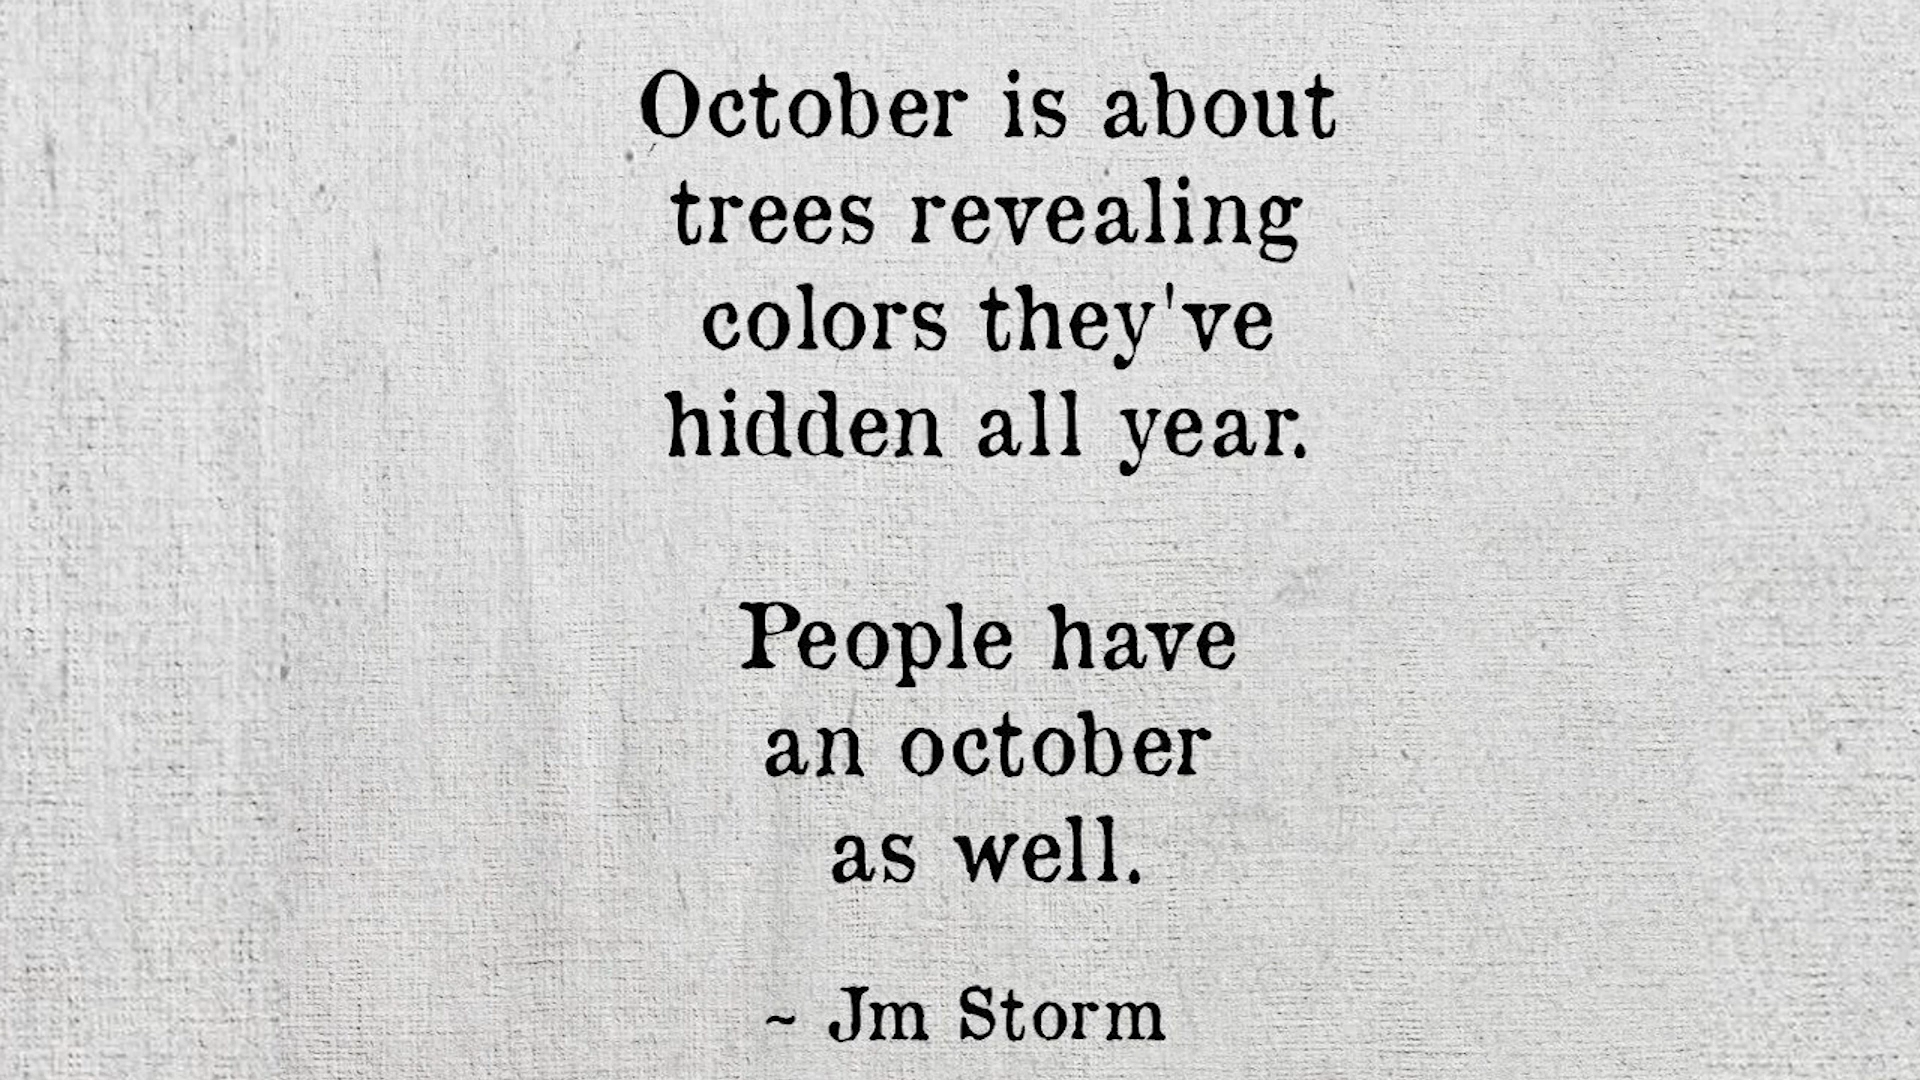 October is about
trees revealing
colors they've
hidden all year.
People have
an october
as well.
~ Jm Storm